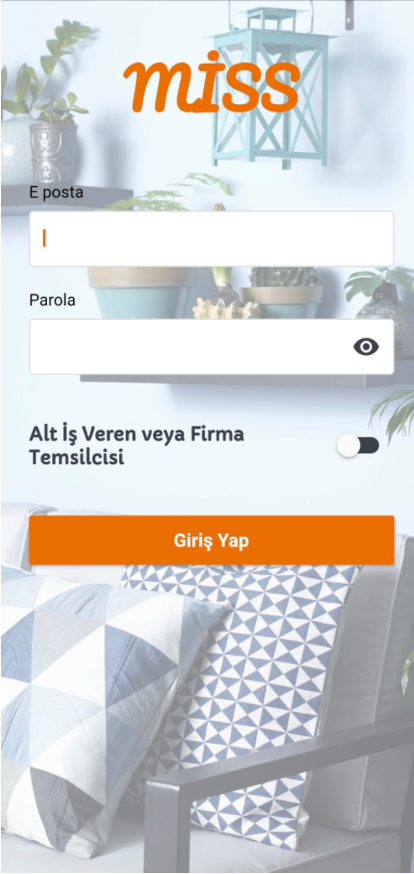 miss
E posta
Parola
Alt İş Veren veya Firma
Temsilcisi
Giriş Yap